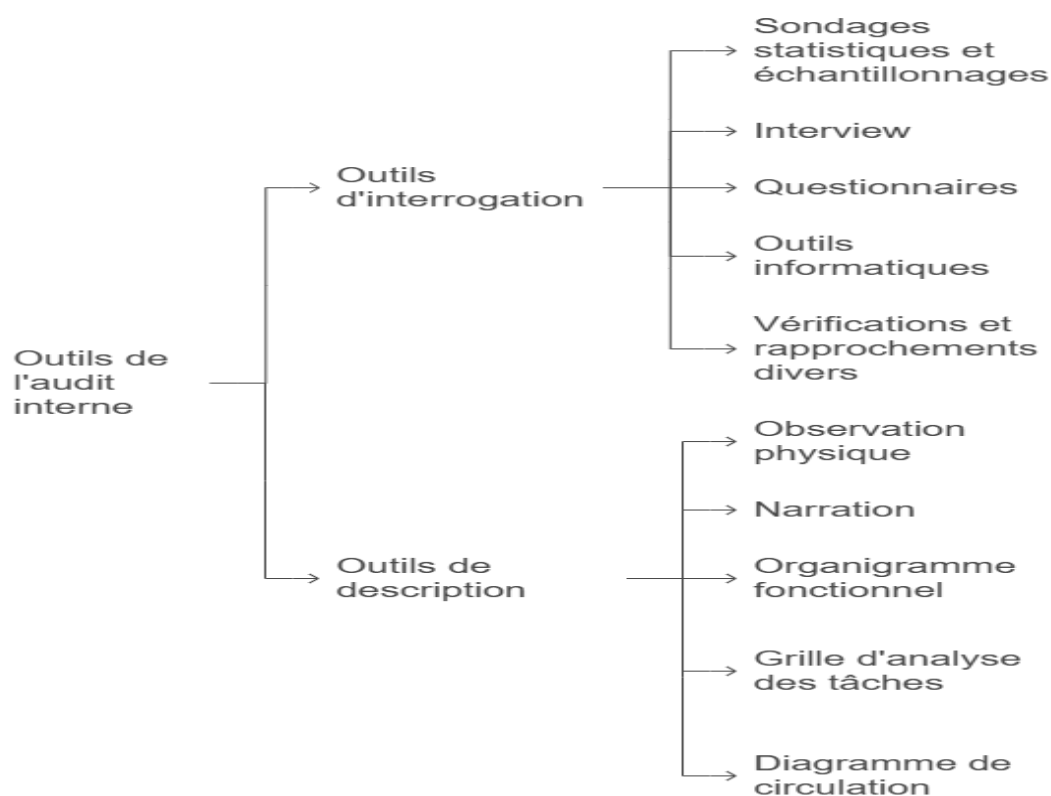 Outils de
l'audit
interne
Outils
d'interrogation
Sondages
statistiques et
échantillonnages
Interview
Questionnaires
Outils
informatiques
Vérifications et
rapprochements
divers
Outils de
description
Observation
physique
Narration
Organigramme
fonctionnel
Grille d'analyse
des tâches
Diagramme de
circulation